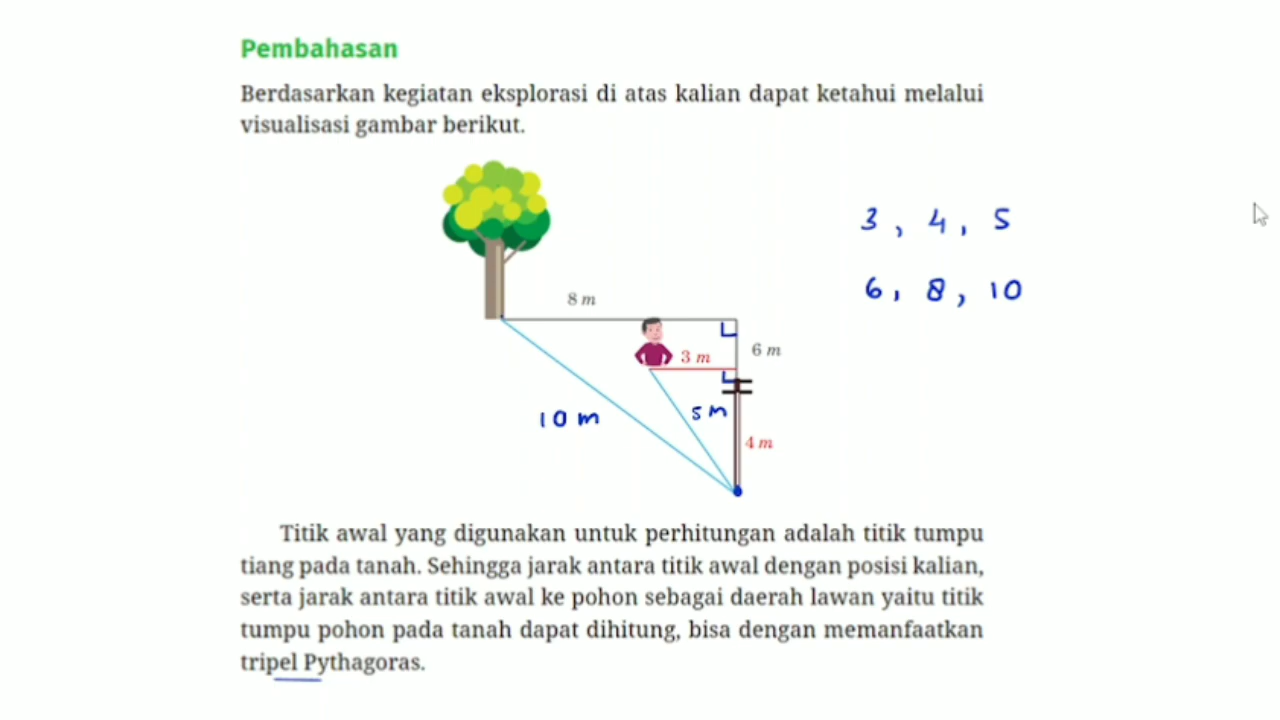 Pembahasan
Berdasarkan kegiatan eksplorasi di atas kalian dapat ketahui melalui
visualisasi gambar berikut.
3, 4, 5
6, 8, 10
8 m
6 m
3 m
10 m
5 m
4 m
Titik awal yang digunakan untuk perhitungan adalah titik tumpu
tiang pada tanah. Sehingga jarak antara titik awal dengan posisi kalian,
serta jarak antara titik awal ke pohon sebagai daerah lawan yaitu titik
tumpu pohon pada tanah dapat dihitung, bisa dengan memanfaatkan
tripel Pythagoras.